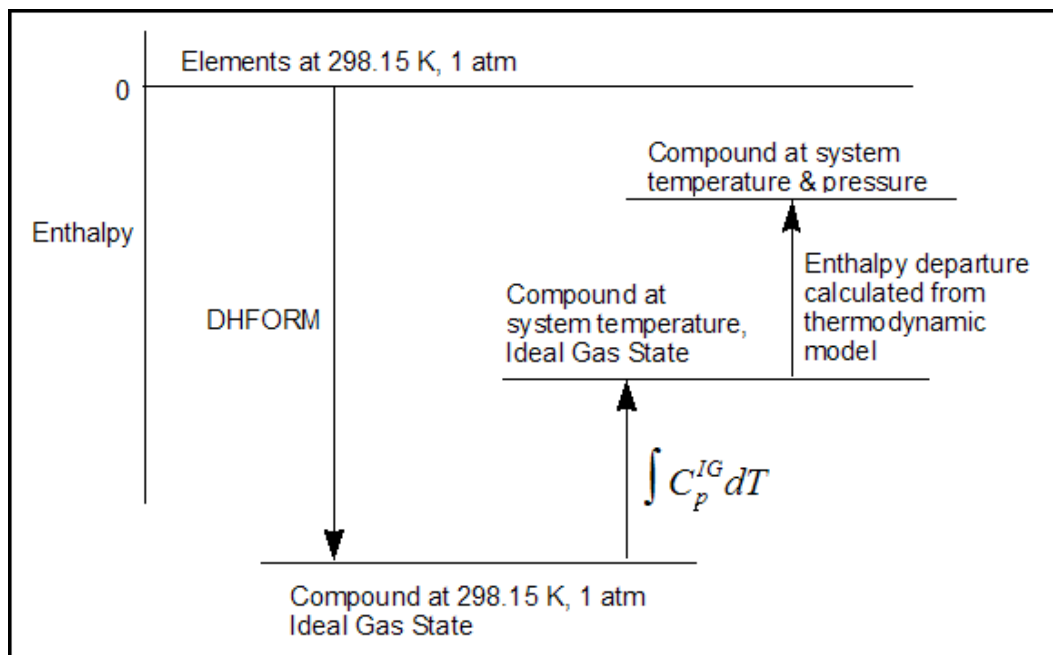 Elements at 298.15 K, 1 atm
0
Compound at system
temperature & pressure
Enthalpy
Enthalpy departure
calculated from
thermodynamic
model
Compound at
system temperature,
Ideal Gas State
DHFORM
∫ C_p^{IG} dT
Compound at 298.15 K, 1 atm
Ideal Gas State